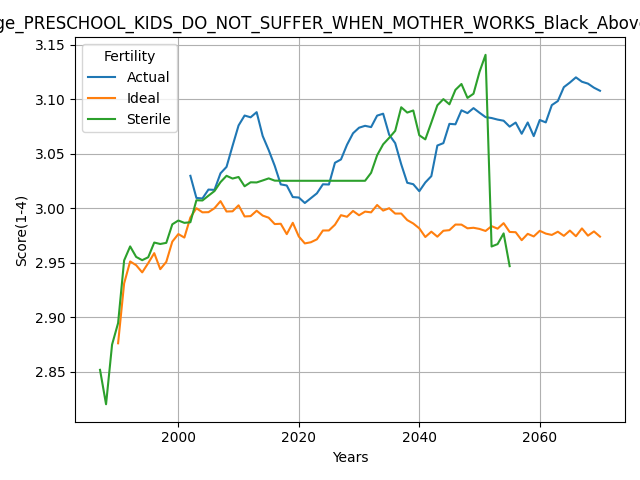 ge_PRESCHOOL_KIDS_DO_NOT_SUFFER_WHEN_MOTHER_WORKS_Black_Above
Fertility
Actual
Ideal
Sterile
Score(1-4)
3.15
3.10
3.05
3.00
2.95
2.90
2.85
2000
2020
2040
2060
Years